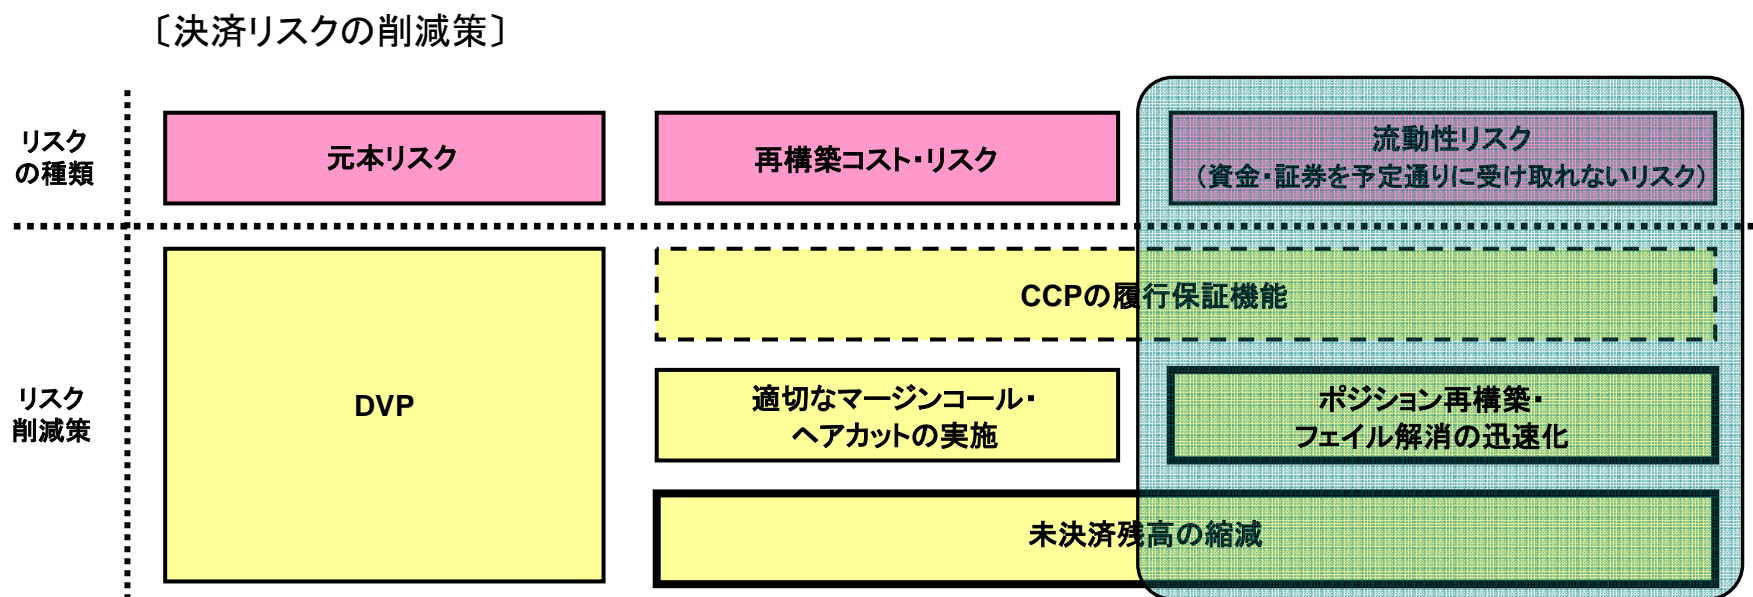 〔決済リスクの削減策〕
リスク
の種類
元本リスク
再構築コスト・リスク
流動性リスク
(資金・証券を予定通りに受け取れないリスク)
リスク
削減策
DVP
CCPの履行保証機能
適切なマージンコール・
ヘアカットの実施
ポジション再構築・
フェイル解消の迅速化
未決済残高の縮減